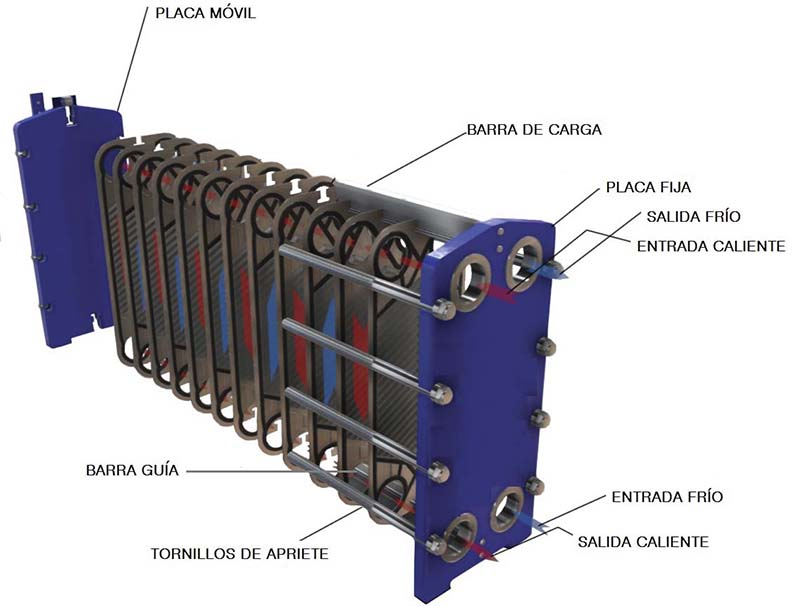 PLACA MÓVIL
BARRA DE CARGA
PLACA FIJA
SALIDA FRÍO
ENTRADA CALIENTE
BARRA GUÍA
ENTRADA FRÍO
SALIDA CALIENTE
TORNILLOS DE APRIETE